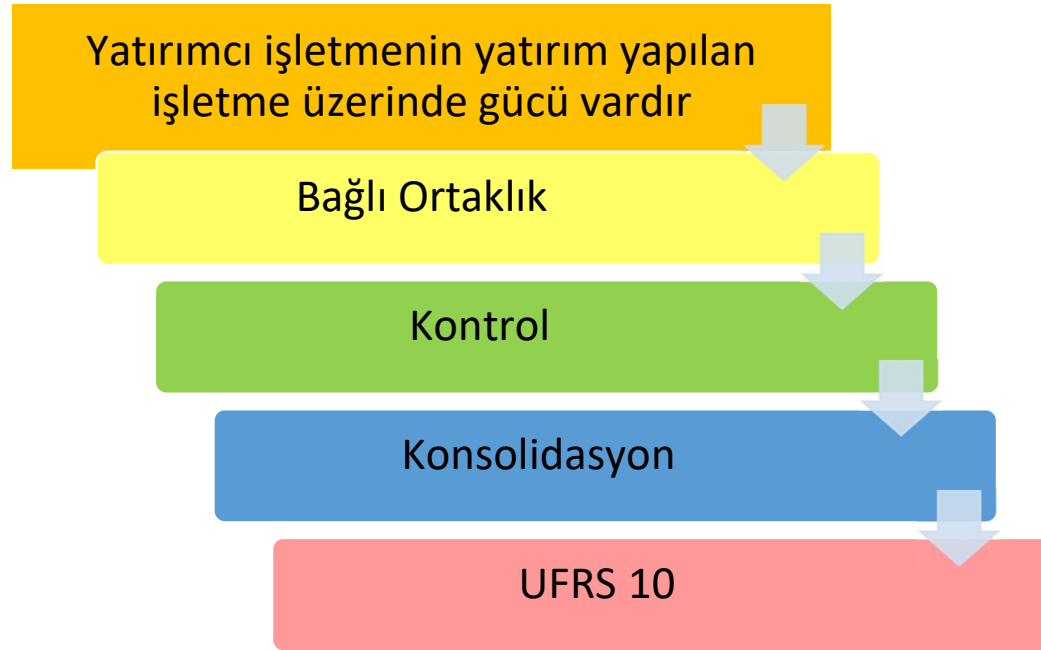 Yatırımcı işletmenin yatırım yapılan
işletme üzerinde gücü vardır
Bağlı Ortaklık
Kontrol
Konsolidasyon
UFRS 10